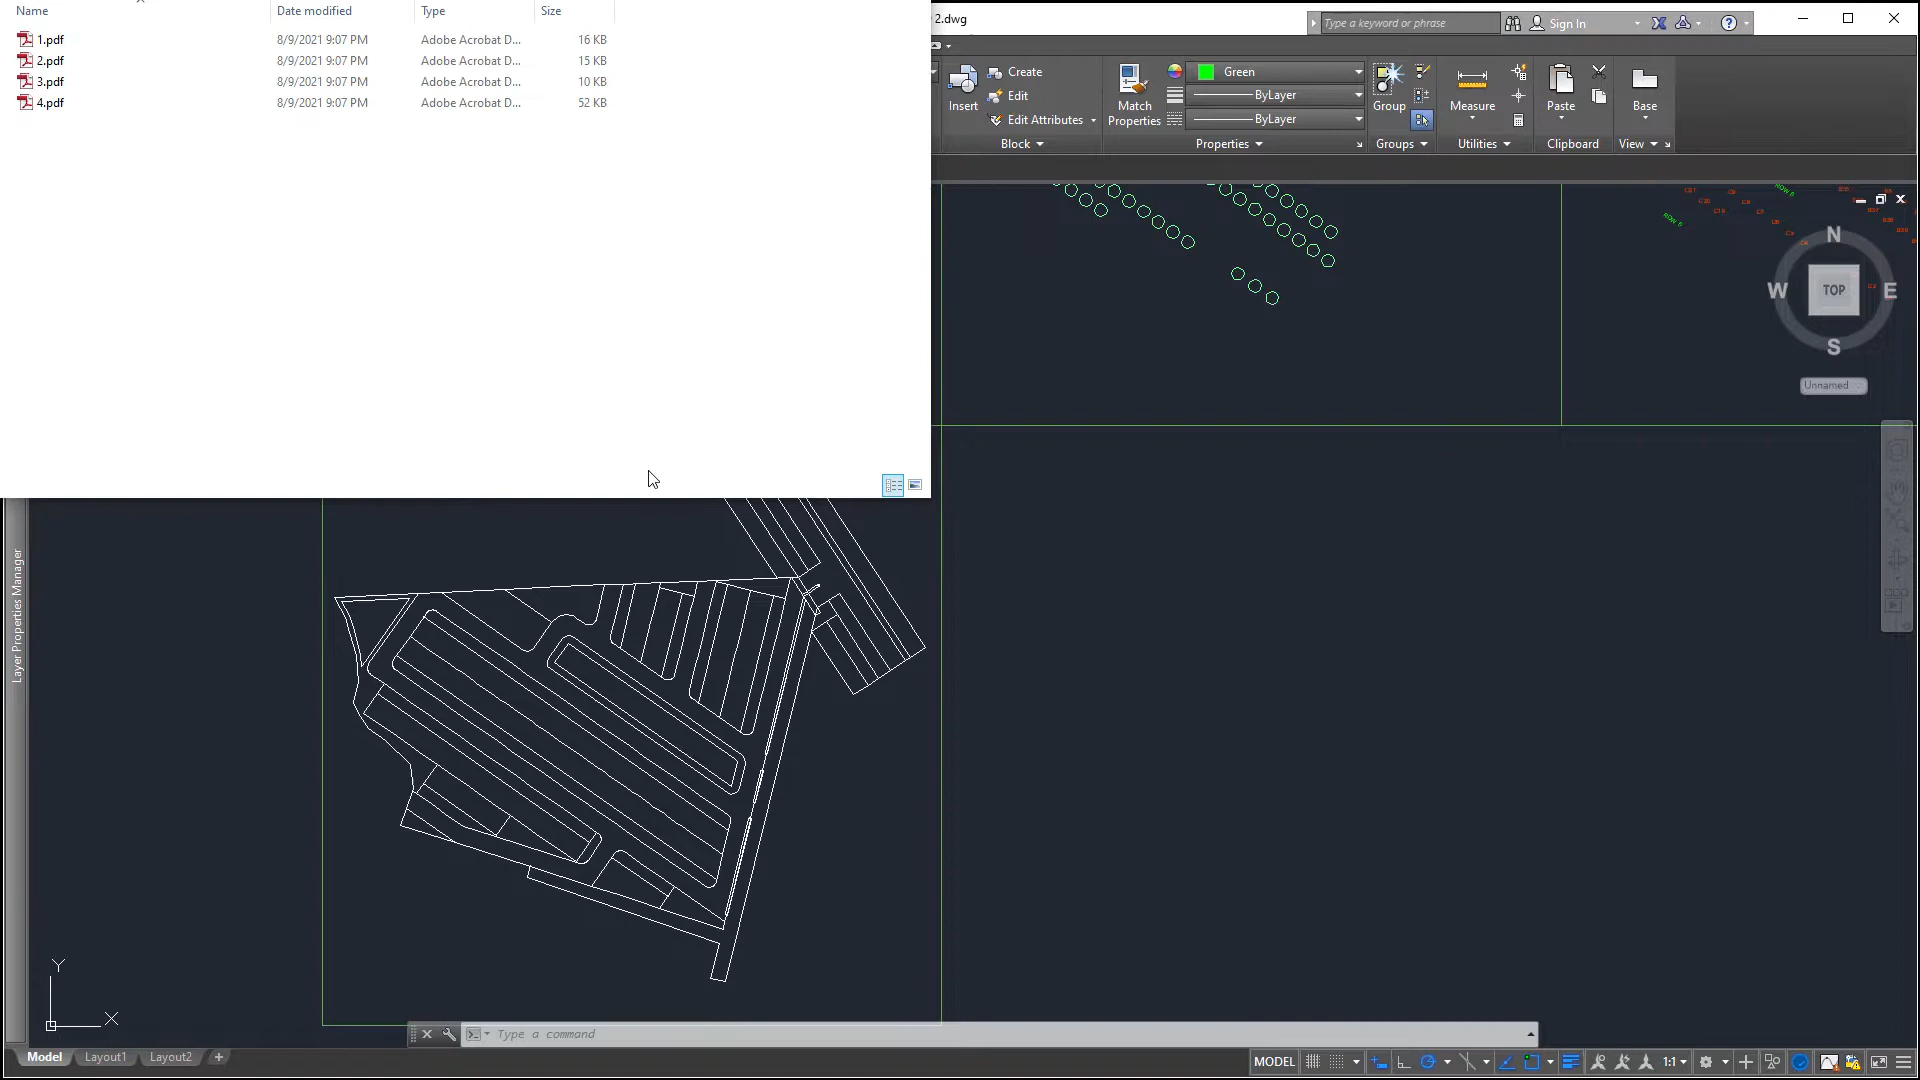 Name Date modified Type Size
1.pdf 8/9/2021 9:07 PM Adobe Acrobat D... 16 KB
2.pdf 8/9/2021 9:07 PM Adobe Acrobat D... 15 KB
3.pdf 8/9/2021 9:07 PM Adobe Acrobat D... 10 KB
4.pdf 8/9/2021 9:07 PM Adobe Acrobat D... 52 KB
2.dwg
Type a keyword or phrase
Sign In
Insert
Create
Edit
Edit Attributes
Block
Match
Properties
Green
ByLayer
ByLayer
Properties
Group
Groups
Measure
Utilities
Paste
Clipboard
Base
View
ROW P
N
W TOP E
S
Unnamed
Layer Properties Manager
Y
X
Type a command
Model Layout1 Layout2 +
MODEL
1:1